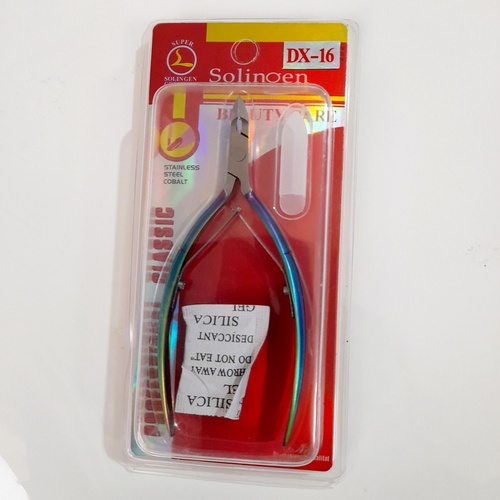 SUPER
SOLINGEN
DX-16
Solingen
BEAUTY CARE
STAINLESS
STEEL
COBALT
CLASSIC
GEL
SILICA
DESICCANT
DO NOT EAT"
THROW AWAY
GEL
SILICA